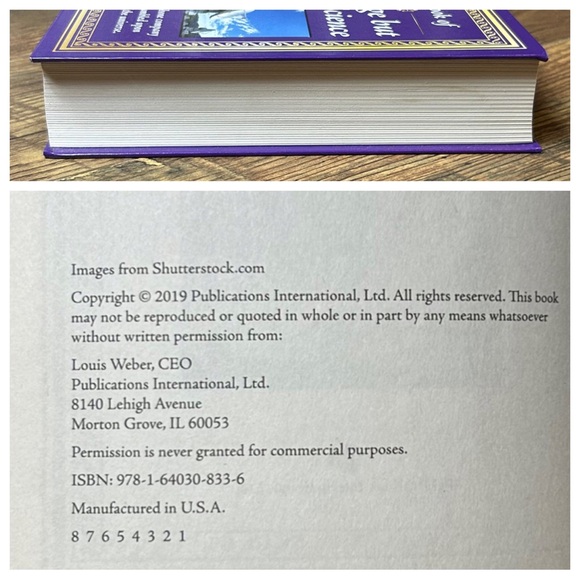 of
but
cience
Images from Shutterstock.com
Copyright © 2019 Publications International, Ltd. All rights reserved. This book
may not be reproduced or quoted in whole or in part by any means whatsoever
without written permission from:
Louis Weber, CEO
Publications International, Ltd.
8140 Lehigh Avenue
Morton Grove, IL 60053
Permission is never granted for commercial purposes.
ISBN: 978-1-64030-833-6
Manufactured in U.S.A.
8 7 6 5 4 3 2 1